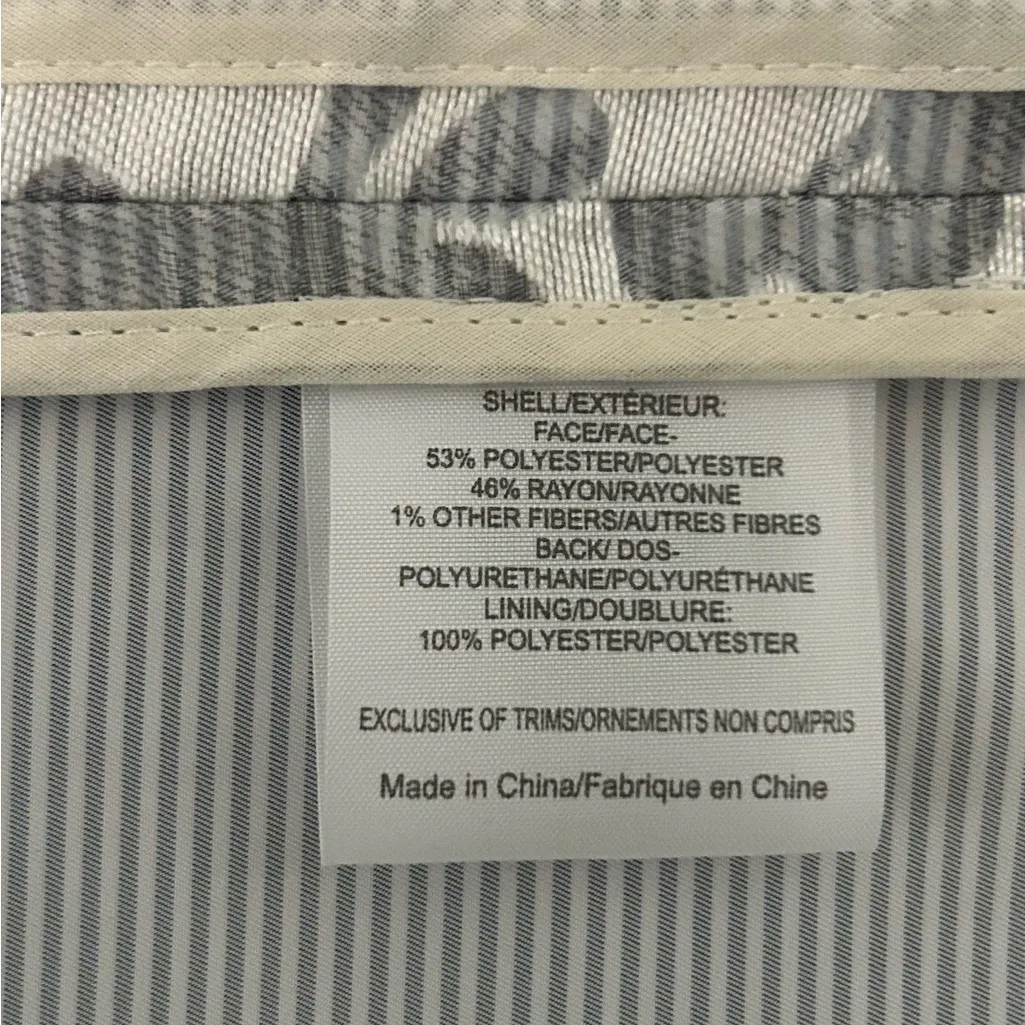 SHELL/EXTÉRIEUR:
FACE/FACE-
53% POLYESTER/POLYESTER
46% RAYON/RAYONNE
1% OTHER FIBERS/AUTRES FIBRES
BACK/ DOS-
POLYURETHANE/POLYURÉTHANE
LINING/DOUBLURE:
100% POLYESTER/POLYESTER
EXCLUSIVE OF TRIMS/ORNEMENTS NON COMPRIS
Made in China/Fabrique en Chine